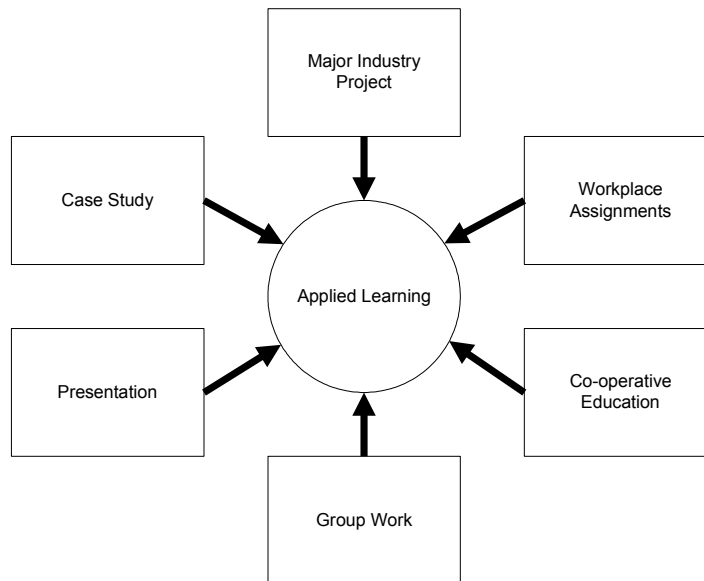 Major Industry
Project
Case Study
Workplace
Assignments
Applied Learning
Presentation
Co-operative
Education
Group Work